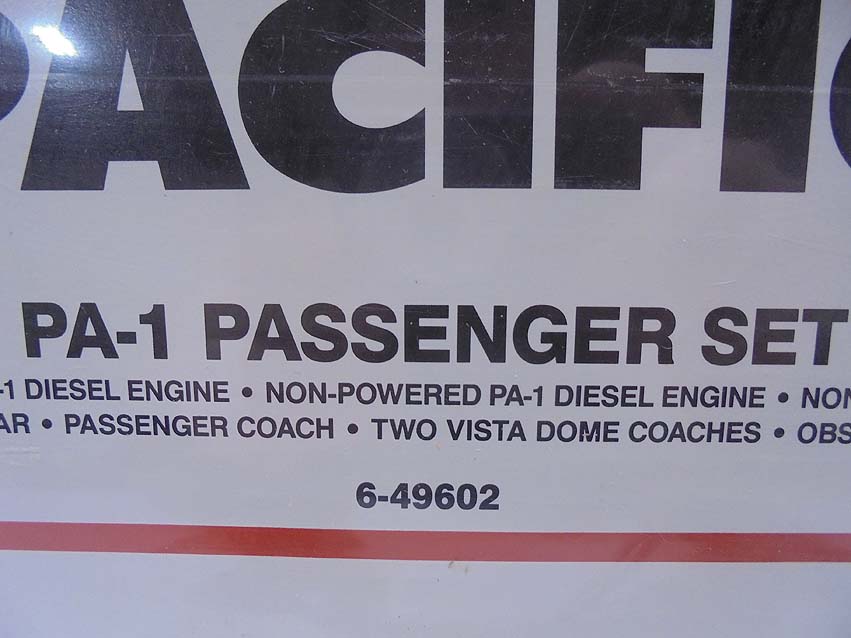 PACIFIC
PA-1 PASSENGER SET
-1 DIESEL ENGINE • NON-POWERED PA-1 DIESEL ENGINE • NON
AR • PASSENGER COACH • TWO VISTA DOME COACHES • OBS
6-49602